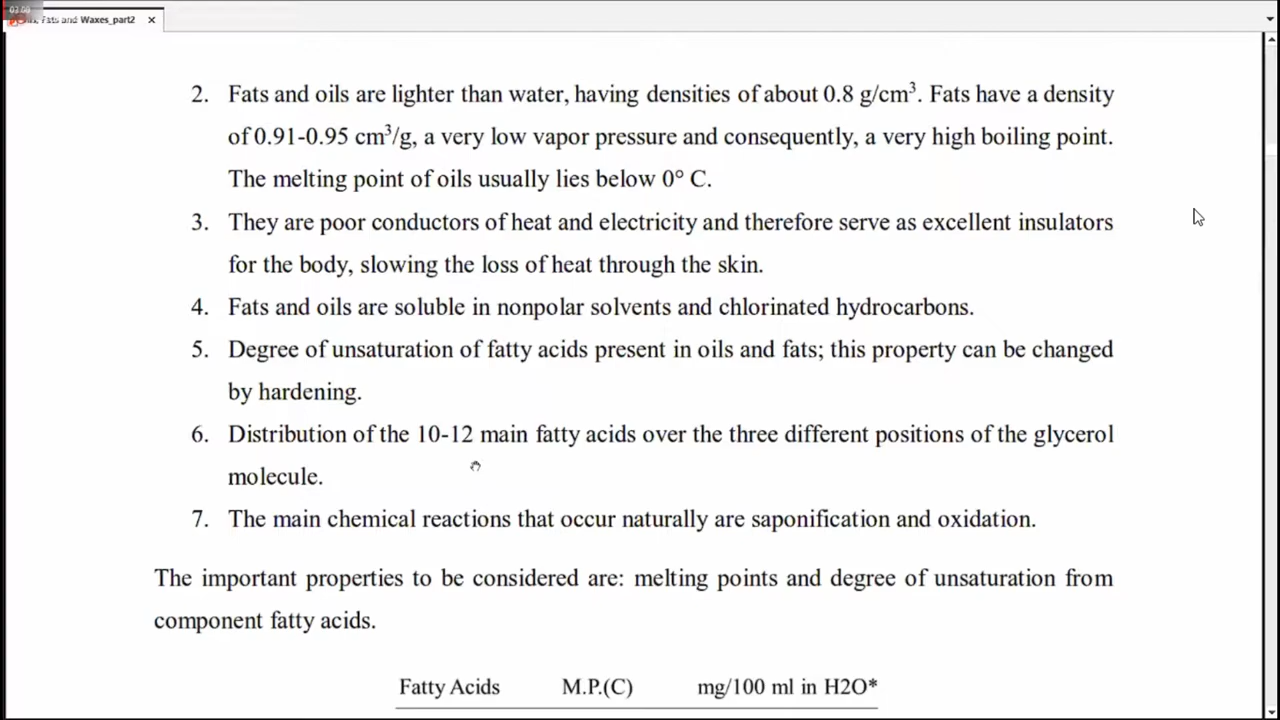 03:08
Fats and Waxes_part2
2. Fats and oils are lighter than water, having densities of about 0.8 g/cm³. Fats have a density
of 0.91-0.95 cm³/g, a very low vapor pressure and consequently, a very high boiling point.
The melting point of oils usually lies below 0° C.
3. They are poor conductors of heat and electricity and therefore serve as excellent insulators
for the body, slowing the loss of heat through the skin.
4. Fats and oils are soluble in nonpolar solvents and chlorinated hydrocarbons.
5. Degree of unsaturation of fatty acids present in oils and fats; this property can be changed
by hardening.
6. Distribution of the 10-12 main fatty acids over the three different positions of the glycerol
molecule.
7. The main chemical reactions that occur naturally are saponification and oxidation.
The important properties to be considered are: melting points and degree of unsaturation from
component fatty acids.
Fatty Acids M.P.(C) mg/100 ml in H2O*